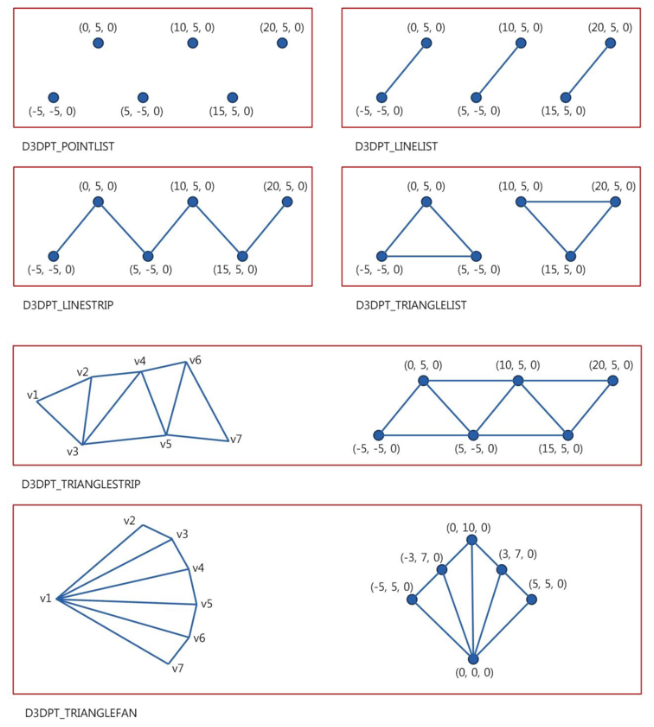 (0, 5, 0) (10, 5, 0) (20, 5, 0)
(-5, -5, 0) (5, -5, 0) (15, 5, 0)
D3DPT_POINTLIST
(0, 5, 0) (10, 5, 0) (20, 5, 0)
(-5, -5, 0) (5, -5, 0) (15, 5, 0)
D3DPT_LINELIST
(0, 5, 0) (10, 5, 0) (20, 5, 0)
(-5, -5, 0) (5, -5, 0) (15, 5, 0)
D3DPT_LINESTRIP
(0, 5, 0) (10, 5, 0) (20, 5, 0)
(-5, -5, 0) (5, -5, 0) (15, 5, 0)
D3DPT_TRIANGLELIST
v1 v2 v3 v4 v5 v6 v7
(0, 5, 0) (10, 5, 0) (20, 5, 0)
(-5, -5, 0) (5, -5, 0) (15, 5, 0)
D3DPT_TRIANGLESTRIP
v1
v2
v3
v4
v5
v6
v7
(0, 10, 0)
(-3, 7, 0) (3, 7, 0)
(-5, 5, 0) (5, 5, 0)
(0, 0, 0)
D3DPT_TRIANGLEFAN